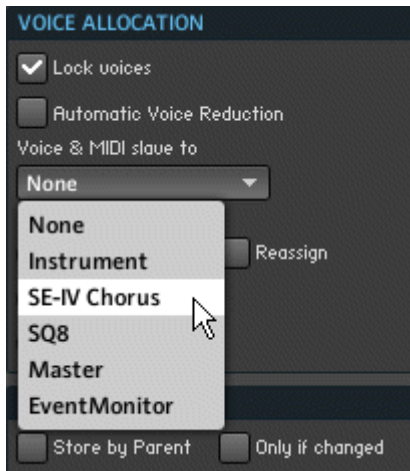 VOICE ALLOCATION
Lock voices
Automatic Voice Reduction
Voice & MIDI slave to
None
None
Instrument
Reassign
SE-IV Chorus
SQ8
Master
EventMonitor
Store by Parent Only if changed